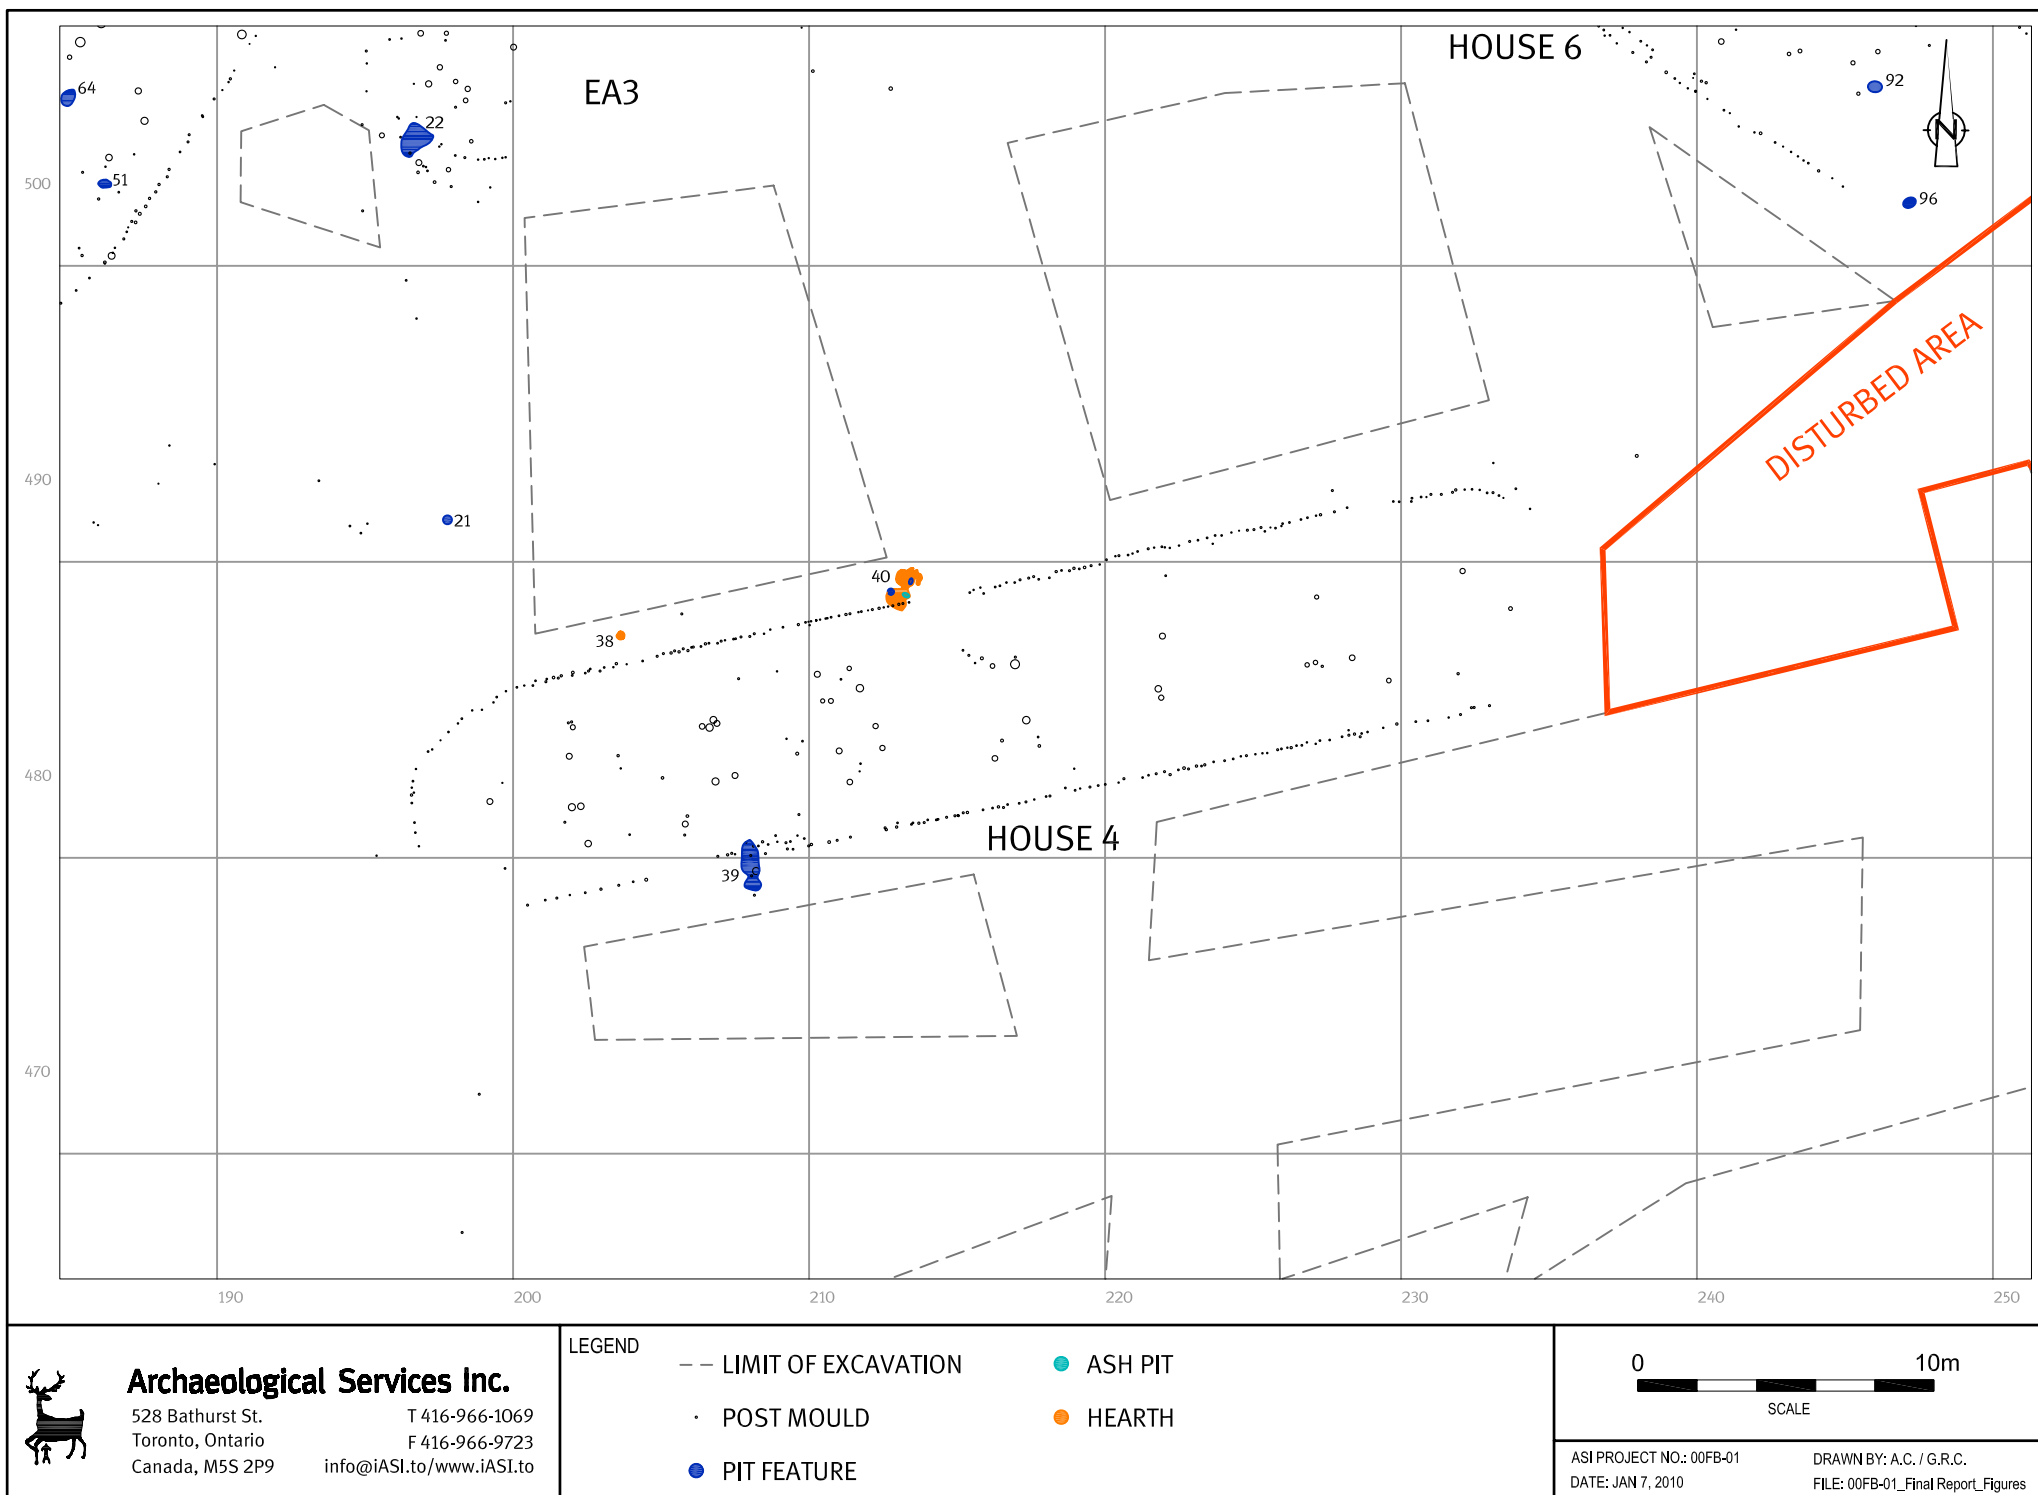 HOUSE 6
EA3
64
22
92
51
96
500
DISTURBED AREA
490
21
40
38
480
HOUSE 4
39
470
190
200
210
220
230
240
250
Archaeological Services Inc.
528 Bathurst St.
T 416-966-1069
Toronto, Ontario
F 416-966-9723
Canada, M5S 2P9
info@iASI.to/www.iASI.to
LEGEND
LIMIT OF EXCAVATION
POST MOULD
PIT FEATURE
ASH PIT
HEARTH
0
10m
SCALE
ASI PROJECT NO.: 00FB-01
DRAWN BY: A.C. / G.R.C.
DATE: JAN 7, 2010
FILE: 00FB-01_Final Report_Figures
N